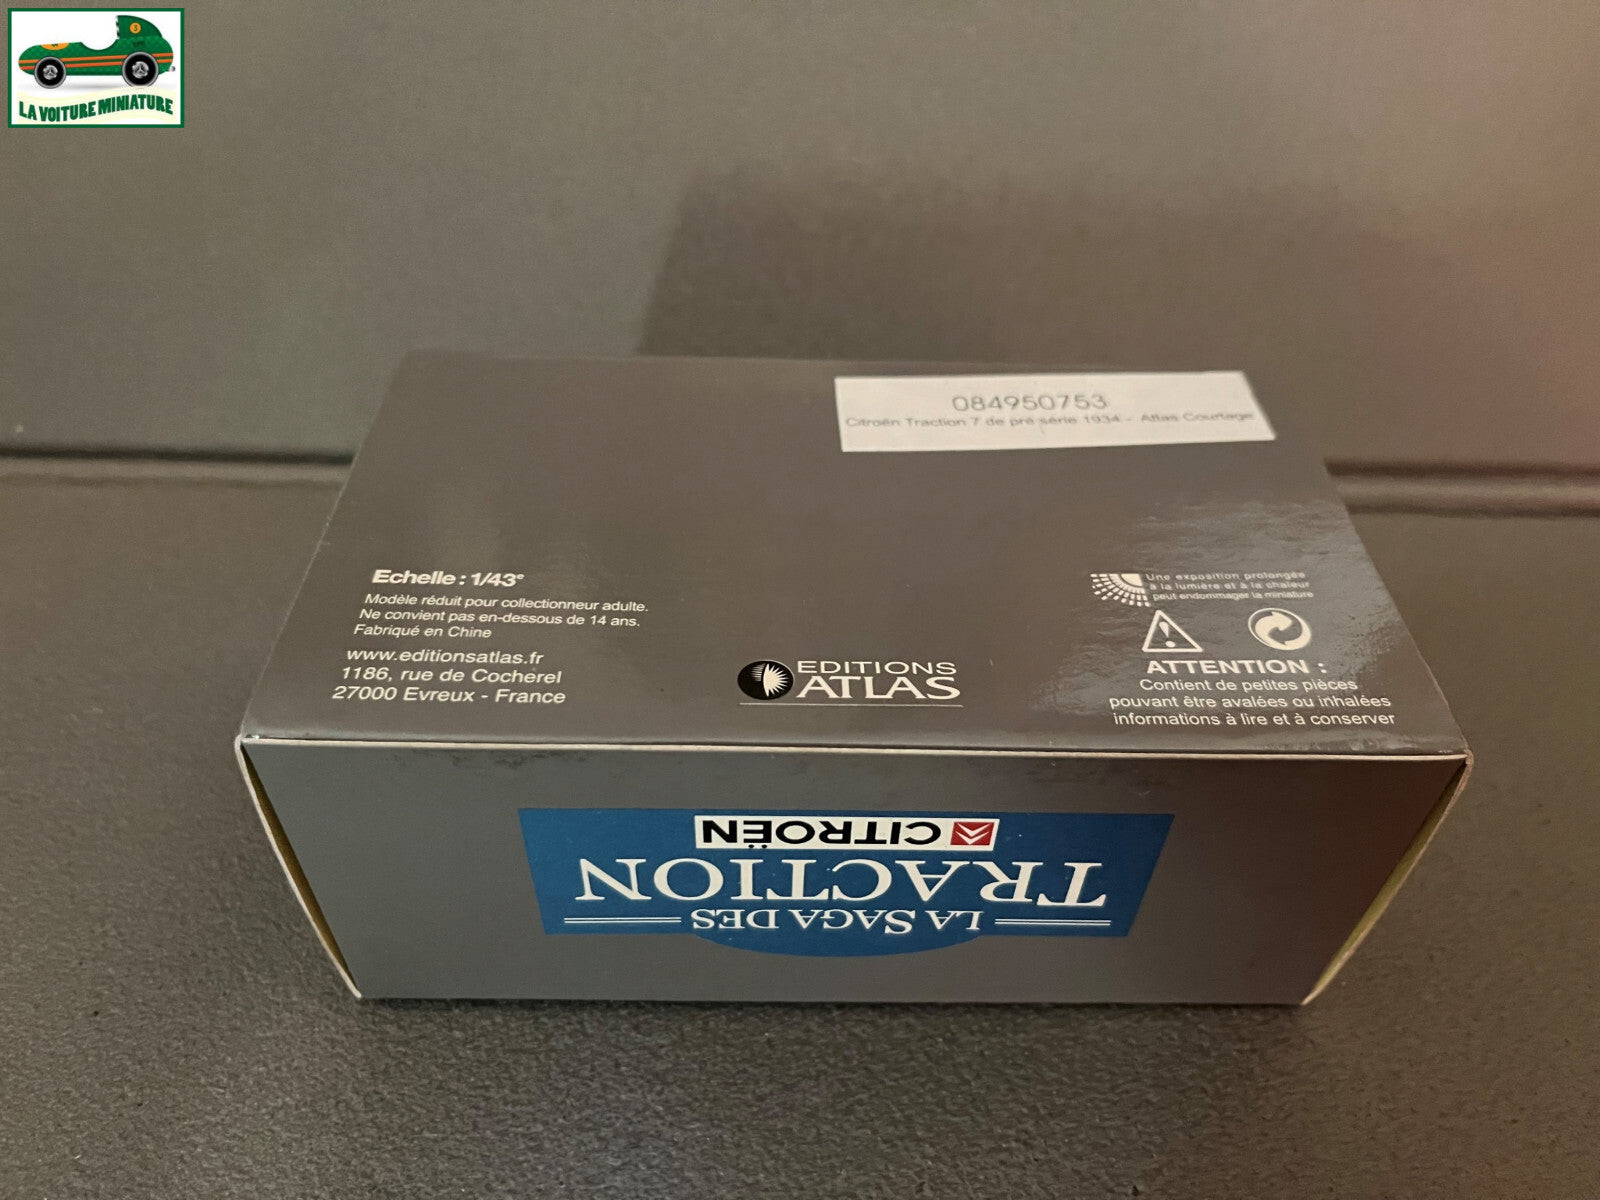 LA VOITURE MINIATURE
084950753
Citroën Traction 7 de pré série 1934 - Atlas Courtage
Echelle : 1/43e
Modèle réduit pour collectionneur adulte.
Ne convient pas en-dessous de 14 ans.
Fabriqué en Chine
www.editionsatlas.fr
1186, rue de Cocherel
27000 Evreux - France
EDITIONS
ATLAS
Une exposition prolongée
à la lumière et à la chaleur
peut endommager la miniature
ATTENTION :
Contient de petites pièces
pouvant être avalées ou inhalées
informations à lire et à conserver
LA SAGA DES
TRACTION
CITROËN